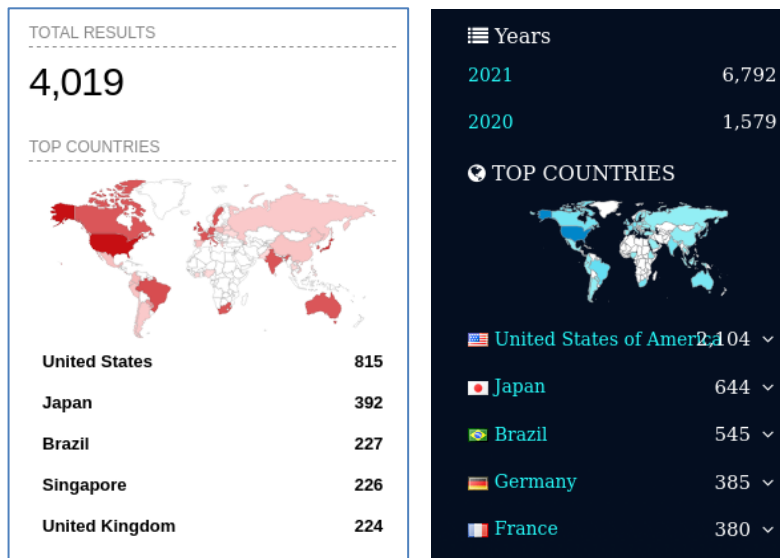 TOTAL RESULTS
4,019
TOP COUNTRIES
United States 815
Japan 392
Brazil 227
Singapore 226
United Kingdom 224
Years
2021 6,792
2020 1,579
TOP COUNTRIES
United States of America 2,104
Japan 644
Brazil 545
Germany 385
France 380